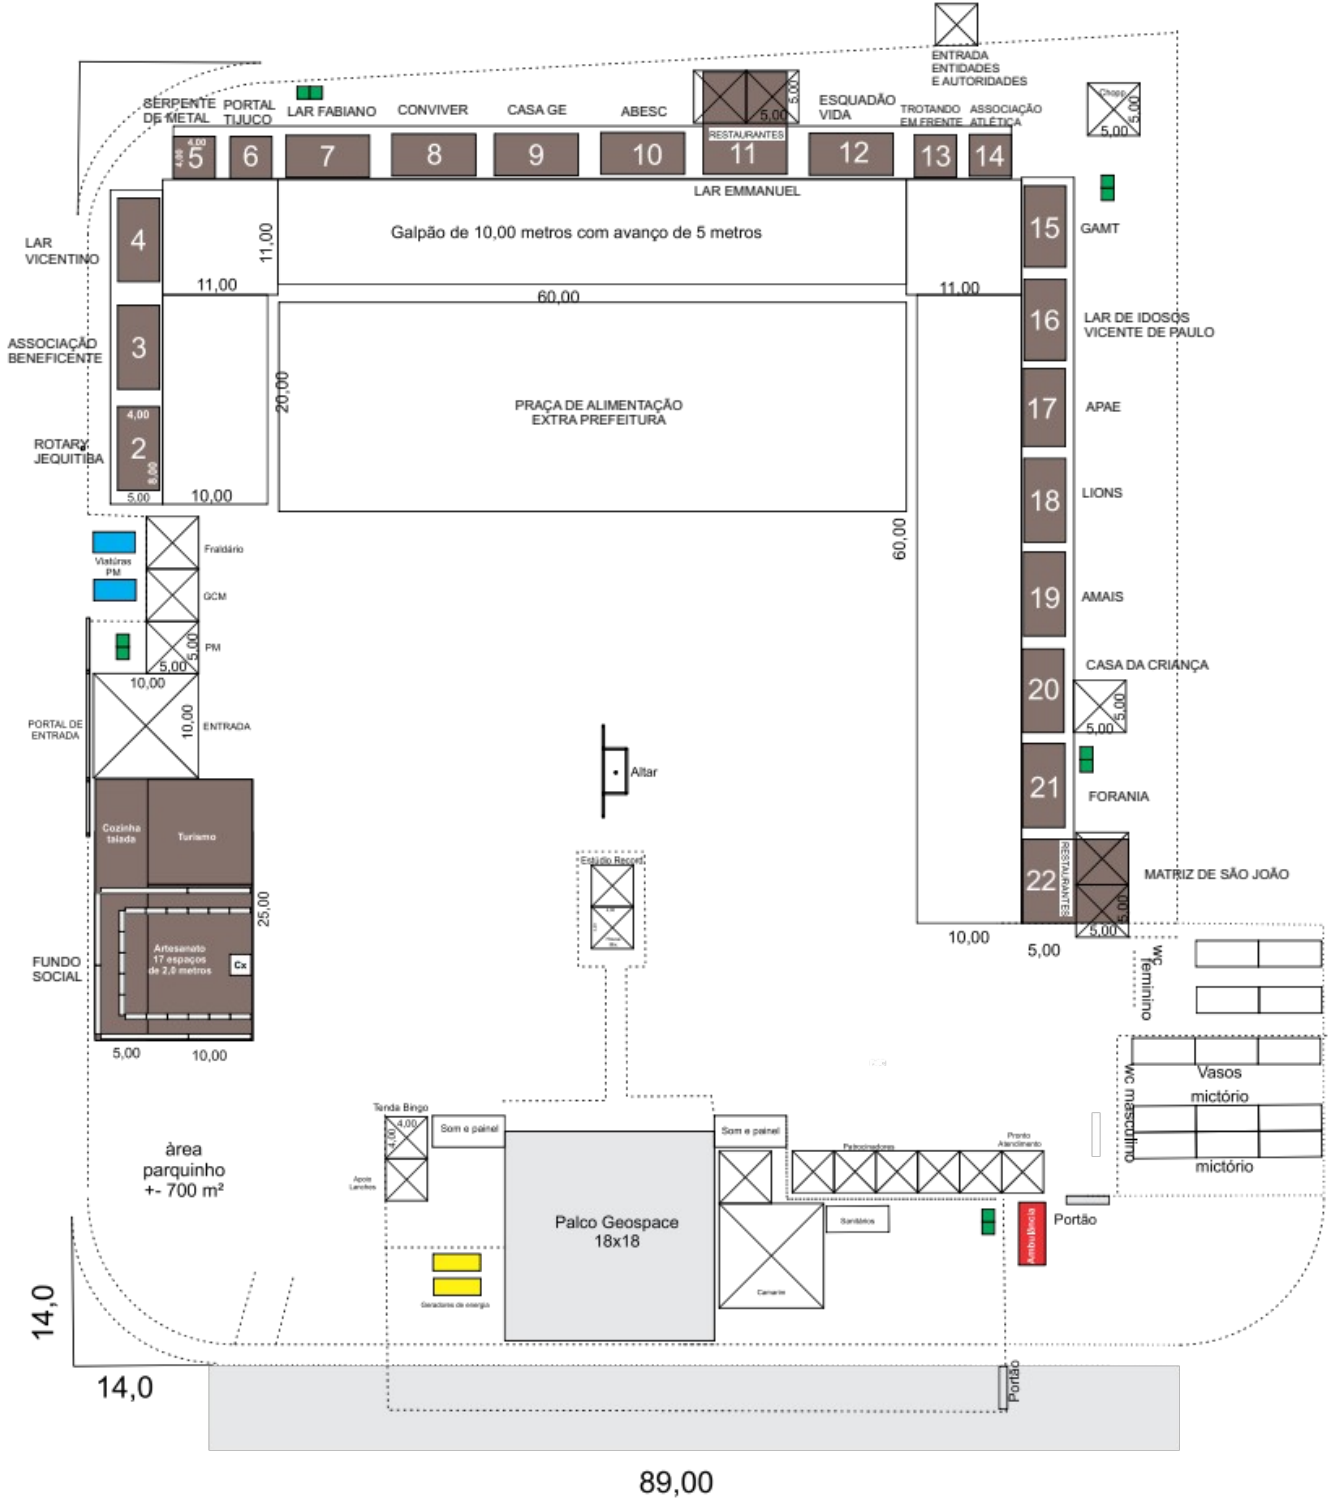 ENTRADA
ENTIDADES
E AUTORIDADES
Chopp
5,00
5,00
SERPENTE
DE METAL
PORTAL
TIJUCO
LAR FABIANO
CONVIVER
CASA GE
ABESC
5,00
5,00
RESTAURANTES
ESQUADÃO
VIDA
TROTANDO
EM FRENTE
ASSOCIAÇÃO
ATLÉTICA
4,00
4,00
5
6
7
8
9
10
11
12
13
14
LAR EMMANUEL
4
LAR
VICENTINO
11,00
11,00
Galpão de 10,00 metros com avanço de 5 metros
11,00
60,00
15
GAMT
16
LAR DE IDOSOS
VICENTE DE PAULO
3
ASSOCIAÇÃO
BENEFICENTE
20,00
PRAÇA DE ALIMENTAÇÃO
EXTRA PREFEITURA
17
APAE
4,00
2
8,00
ROTARY
JEQUITIBA
5,00
10,00
18
LIONS
60,00
Fraldário
Viatúras
PM
GCM
19
AMAIS
5,00
PM
5,00
10,00
20
CASA DA CRIANÇA
5,00
5,00
PORTAL DE
ENTRADA
10,00
ENTRADA
Altar
21
FORANIA
Cozinha
taiada
Turismo
Estúdio Record
22
RESTAURANTES
MATRIZ DE SÃO JOÃO
5,00
5,00
25,00
10,00
5,00
FUNDO
SOCIAL
Artesanato
17 espaços
de 2,0 metros
Cx
wc
feminino
5,00
10,00
wc masculino
Vasos
mictório
mictório
Tenda Bingo
4,00
4,00
Som e painel
Som e painel
Patrocinadores
Pronto
Atendimento
Apoio
Lanches
àrea
parquinho
+- 700 m²
Palco Geospace
18x18
Sanitários
Ambulância
Portão
Camarim
Geradores de energia
14,0
14,0
Portão
89,00